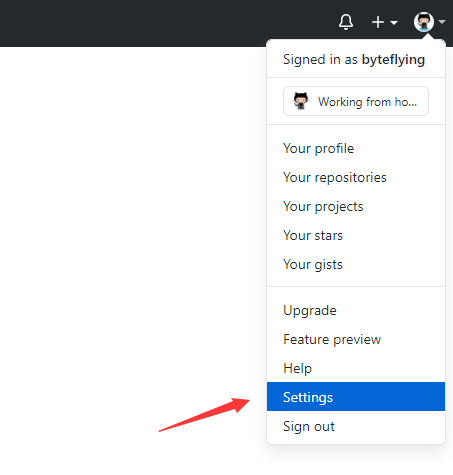 Signed in as byteflying
Working from ho...
Your profile
Your repositories
Your projects
Your stars
Your gists
Upgrade
Feature preview
Help
Settings
Sign out